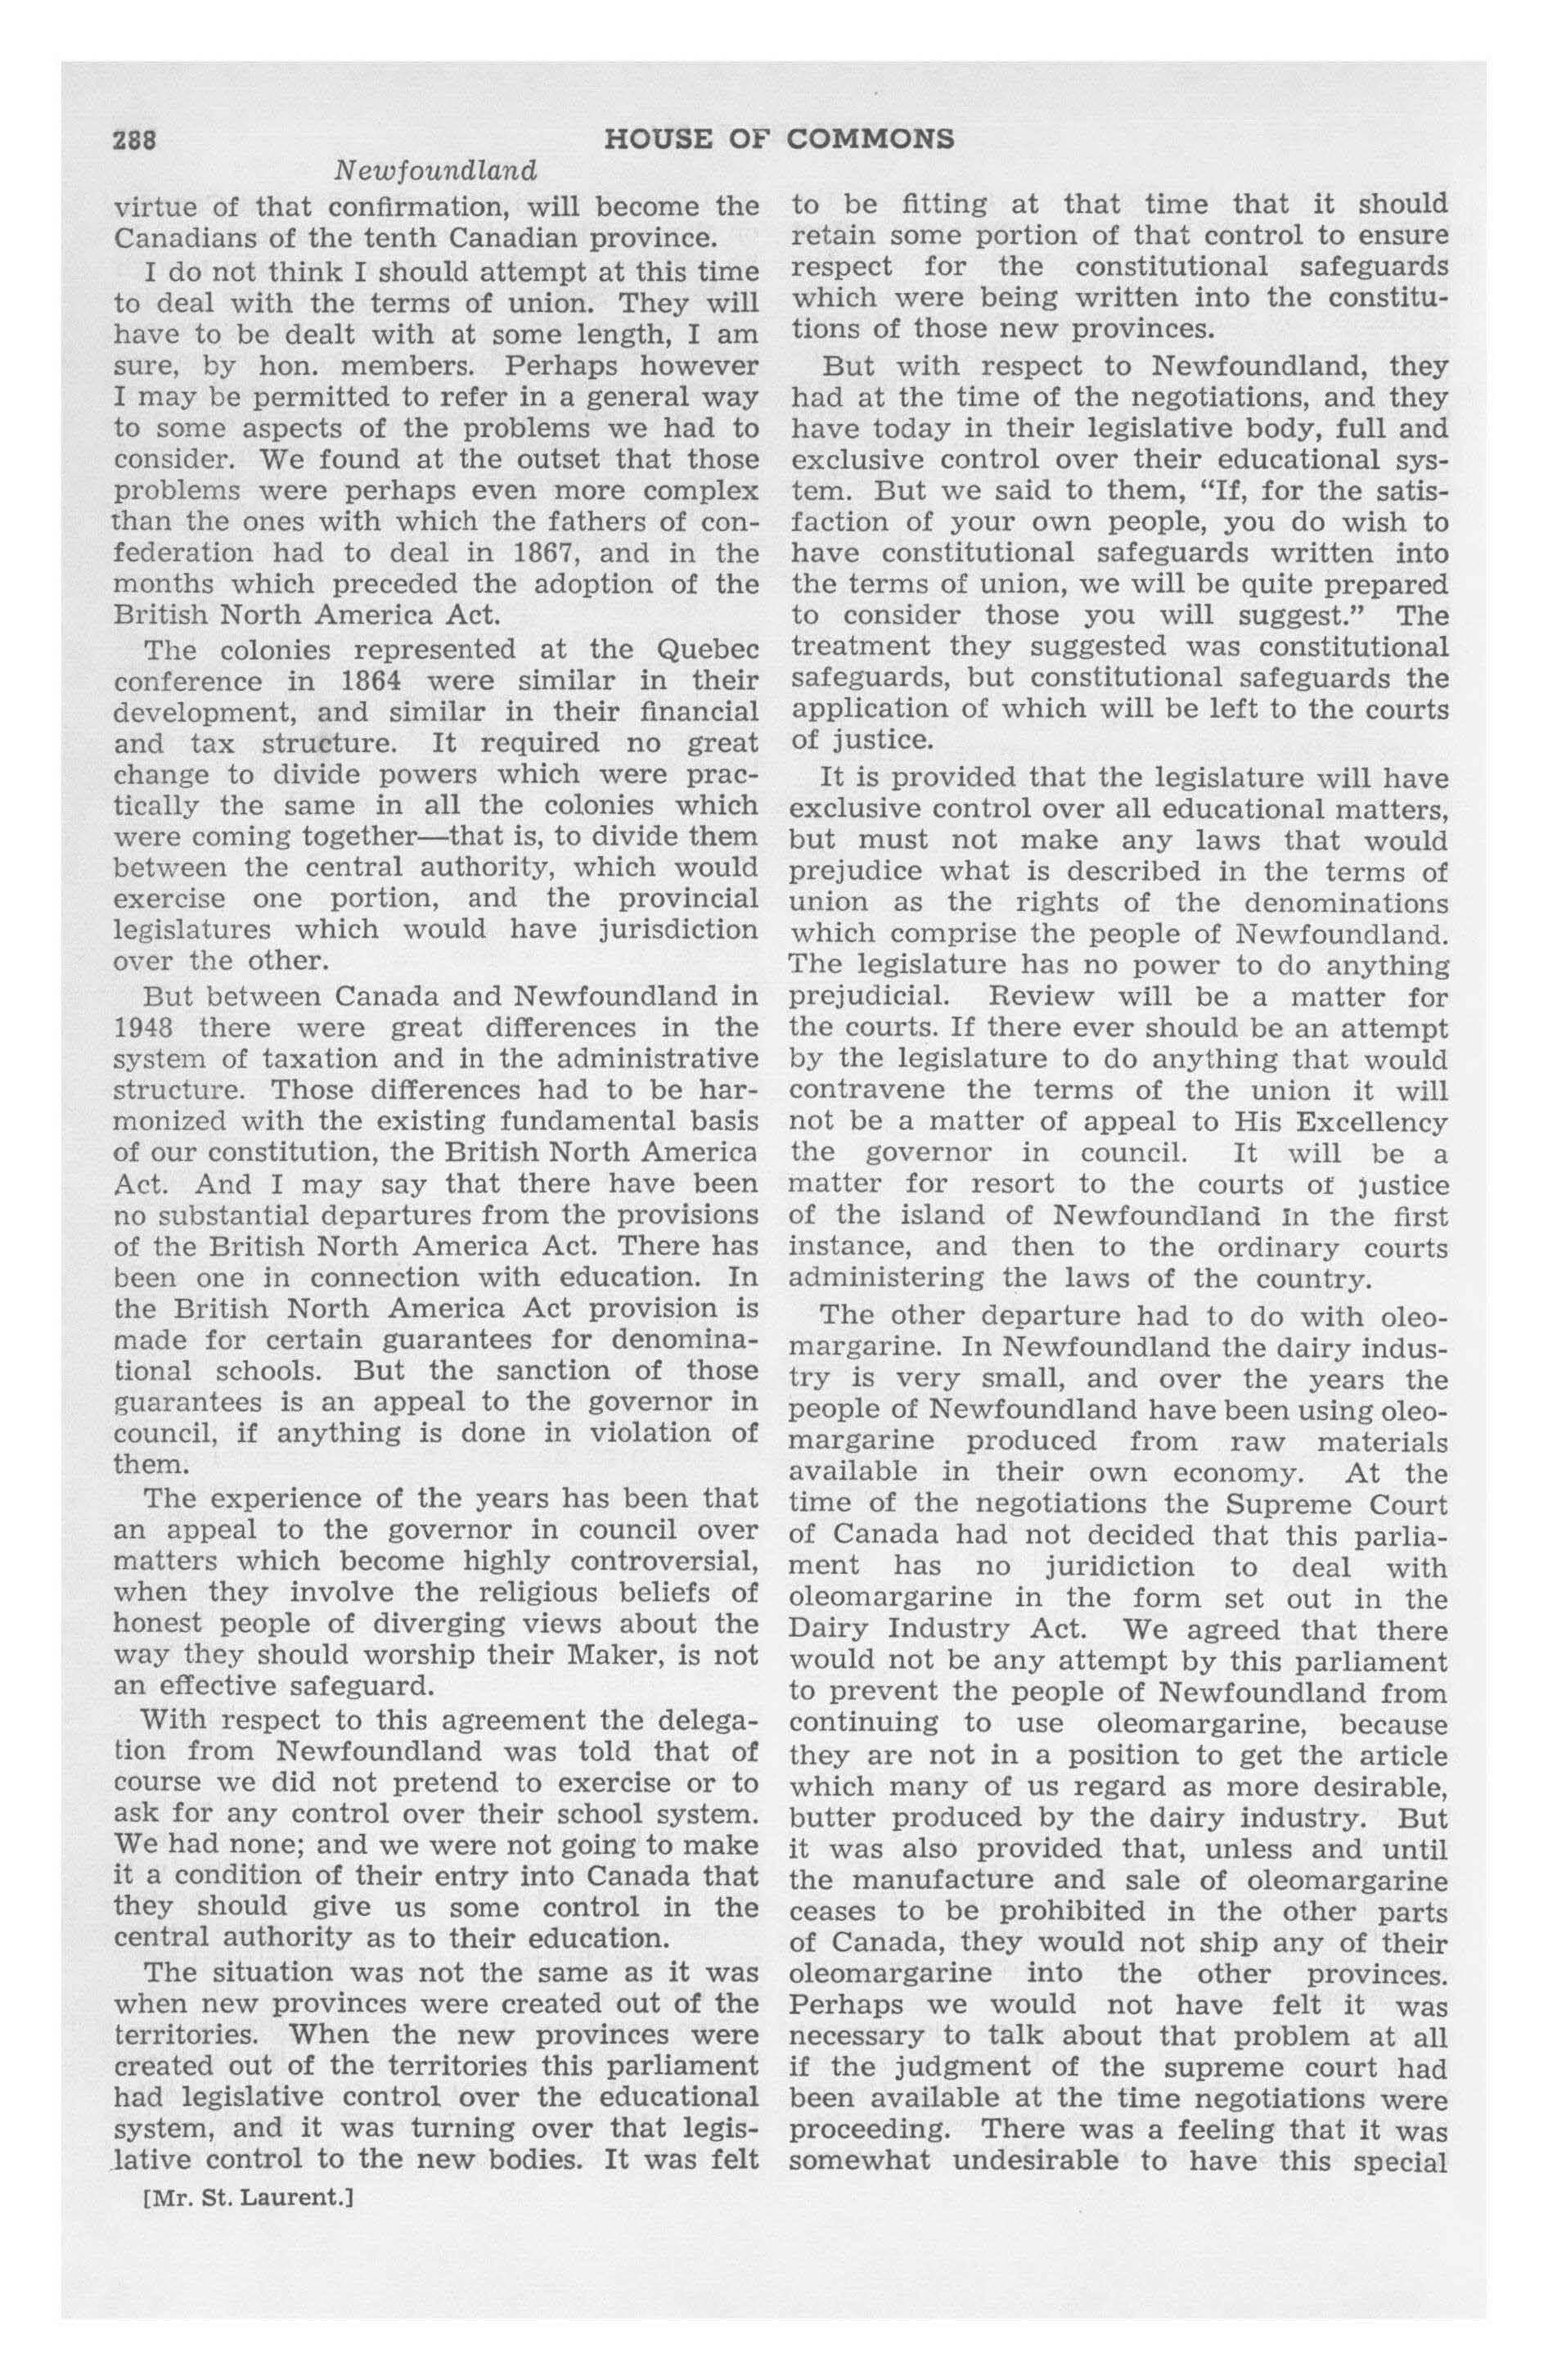 288
HOUSE OF COMMONS
Newfoundland
virtue of that confirmation, will become the
Canadians of the tenth Canadian province.
I do not think I should attempt at this time
to deal with the terms of union. They will
have to be dealt with at some length, I am
sure, by hon. members. Perhaps however
I may be permitted to refer in a general way
to some aspects of the problems we had to
consider. We found at the outset that those
problems were perhaps even more complex
than the ones with which the fathers of con-
federation had to deal in 1867, and in the
months which preceded the adoption of the
British North America Act.
The colonies represented at the Quebec
conference in 1864 were similar in their
development, and similar in their financial
and tax structure. It required no great
change to divide powers which were prac-
tically the same in all the colonies which
were coming together—that is, to divide them
between the central authority, which would
exercise one portion, and the provincial
legislatures which would have jurisdiction
over the other.
But between Canada and Newfoundland in
1948 there were great differences in the
system of taxation and in the administrative
structure. Those differences had to be har-
monized with the existing fundamental basis
of our constitution, the British North America
Act. And I may say that there have been
no substantial departures from the provisions
of the British North America Act. There has
been one in connection with education. In
the British North America Act provision is
made for certain guarantees for denomina-
tional schools. But the sanction of those
guarantees is an appeal to the governor in
council, if anything is done in violation of
them.
The experience of the years has been that
an appeal to the governor in council over
matters which become highly controversial,
when they involve the religious beliefs of
honest people of diverging views about the
way they should worship their Maker, is not
an effective safeguard.
With respect to this agreement the delega-
tion from Newfoundland was told that of
course we did not pretend to exercise or to
ask for any control over their school system.
We had none; and we were not going to make
it a condition of their entry into Canada that
they should give us some control in the
central authority as to their education.
The situation was not the same as it was
when new provinces were created out of the
territories. When the new provinces were
created out of the territories this parliament
had legislative control over the educational
system, and it was turning over that legis-
lative control to the new bodies. It was felt
[Mr. St. Laurent.]
to be fitting at that time that it should
retain some portion of that control to ensure
respect for the constitutional safeguards
which were being written into the constitu-
tions of those new provinces.
But with respect to Newfoundland, they
had at the time of the negotiations, and they
have today in their legislative body, full and
exclusive control over their educational sys-
tem. But we said to them, “If, for the satis-
faction of your own people, you do wish to
have constitutional safeguards written into
the terms of union, we will be quite prepared
to consider those you will suggest.” The
treatment they suggested was constitutional
safeguards, but constitutional safeguards the
application of which will be left to the courts
of justice.
It is provided that the legislature will have
exclusive control over all educational matters,
but must not make any laws that would
prejudice what is described in the terms of
union as the rights of the denominations
which comprise the people of Newfoundland.
The legislature has no power to do anything
prejudicial. Review will be a matter for
the courts. If there ever should be an attempt
by the legislature to do anything that would
contravene the terms of the union it will
not be a matter of appeal to His Excellency
the governor in council. It will be a
matter for resort to the courts of justice
of the island of Newfoundland in the first
instance, and then to the ordinary courts
administering the laws of the country.
The other departure had to do with oleo-
margarine. In Newfoundland the dairy indus-
try is very small, and over the years the
people of Newfoundland have been using oleo-
margarine produced from raw materials
available in their own economy. At the
time of the negotiations the Supreme Court
of Canada had not decided that this parlia-
ment has no juridiction to deal with
oleomargarine in the form set out in the
Dairy Industry Act. We agreed that there
would not be any attempt by this parliament
to prevent the people of Newfoundland from
continuing to use oleomargarine, because
they are not in a position to get the article
which many of us regard as more desirable,
butter produced by the dairy industry. But
it was also provided that, unless and until
the manufacture and sale of oleomargarine
ceases to be prohibited in the other parts
of Canada, they would not ship any of their
oleomargarine into the other provinces.
Perhaps we would not have felt it was
necessary to talk about that problem at all
if the judgment of the supreme court had
been available at the time negotiations were
proceeding. There was a feeling that it was
somewhat undesirable to have this special